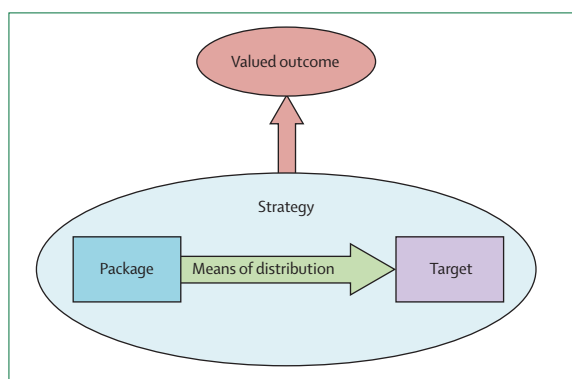 Valued outcome
Strategy
Package
Means of distribution
Target